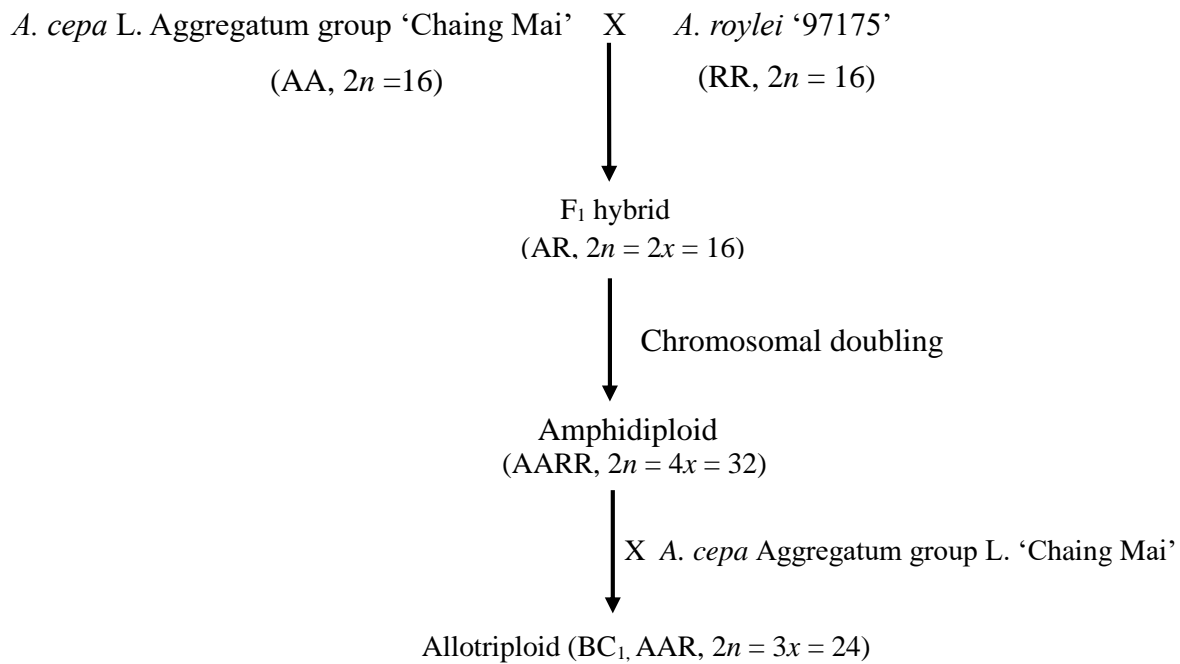 A. cepa L. Aggregatum group ‘Chaing Mai’ X A. roylei ‘97175’
(AA, 2n =16) (RR, 2n = 16)
F1 hybrid
(AR, 2n = 2x = 16)
Chromosomal doubling
Amphidiploid
(AARR, 2n = 4x = 32)
X A. cepa Aggregatum group L. ‘Chaing Mai’
Allotriploid (BC1, AAR, 2n = 3x = 24)